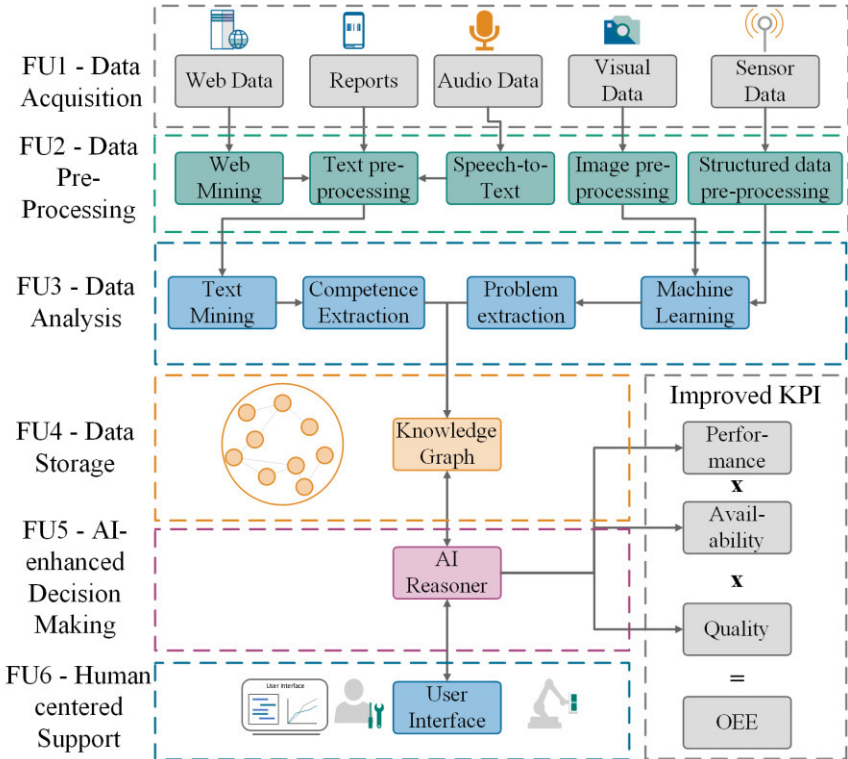 FU1 - Data
Acquisition
Web Data
Reports
Audio Data
Visual
Data
Sensor
Data
FU2 - Data
Pre-
Processing
Web
Mining
Text pre-
processing
Speech-to-
Text
Image pre-
processing
Structured data
pre-processing
FU3 - Data
Analysis
Text
Mining
Competence
Extraction
Problem
extraction
Machine
Learning
FU4 - Data
Storage
Knowledge
Graph
Improved KPI
Perfor-
mance
x
Avail-
ability
x
Quality
=
OEE
FU5 - AI-
enhanced
Decision
Making
AI
Reasoner
FU6 - Human
centered
Support
User Interface
User
Interface